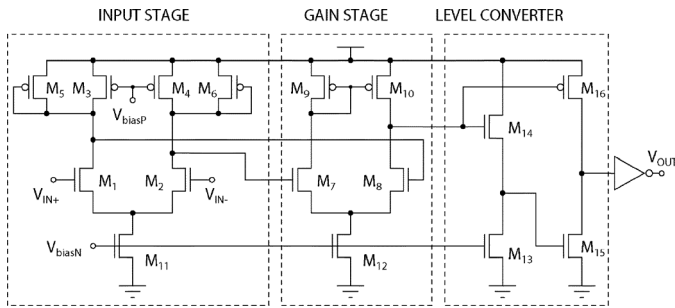 INPUT STAGE
GAIN STAGE
LEVEL CONVERTER
M5
M3
M4
M6
M9
M10
M16
VbiasP
M14
M1
M2
M7
M8
VIN+
VIN-
VOUT
VbiasN
M11
M12
M13
M15